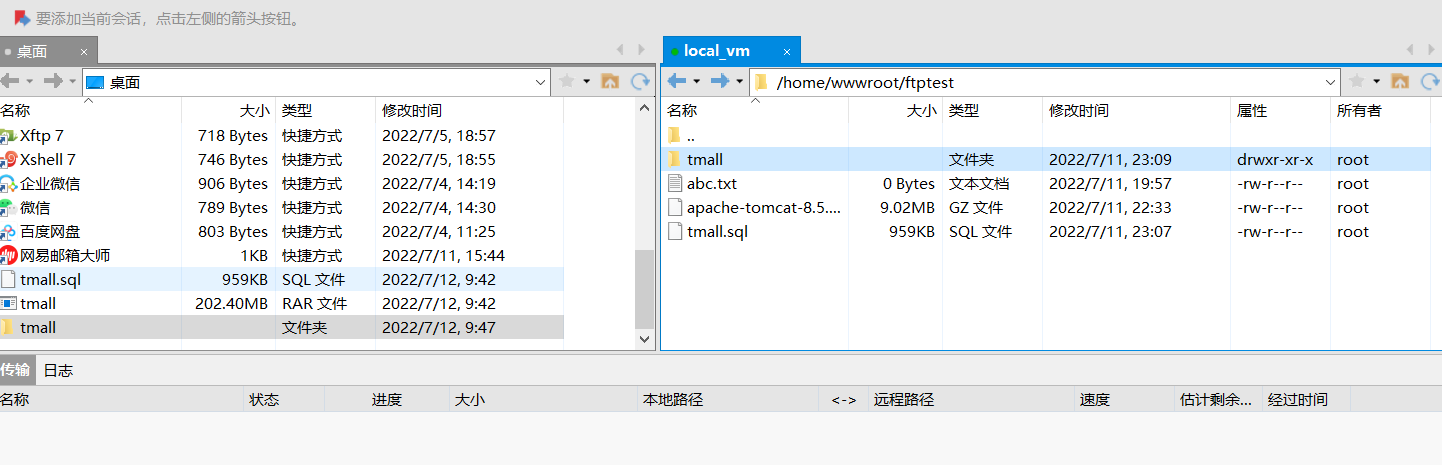 要添加当前会话，点击左侧的箭头按钮。
桌面 ×
local_vm ×
桌面
/home/wwwroot/ftptest
名称 大小 类型 修改时间
Xftp 7 718 Bytes 快捷方式 2022/7/5, 18:57
Xshell 7 746 Bytes 快捷方式 2022/7/5, 18:55
企业微信 906 Bytes 快捷方式 2022/7/4, 14:19
微信 789 Bytes 快捷方式 2022/7/4, 14:30
百度网盘 803 Bytes 快捷方式 2022/7/4, 11:25
网易邮箱大师 1KB 快捷方式 2022/7/11, 15:44
tmall.sql 959KB SQL 文件 2022/7/12, 9:42
tmall 202.40MB RAR 文件 2022/7/12, 9:42
tmall 文件夹 2022/7/12, 9:47
名称 大小 类型 修改时间 属性 所有者
..
tmall 文件夹 2022/7/11, 23:09 drwxr-xr-x root
abc.txt 0 Bytes 文本文档 2022/7/11, 19:57 -rw-r--r-- root
apache-tomcat-8.5.... 9.02MB GZ 文件 2022/7/11, 22:33 -rw-r--r-- root
tmall.sql 959KB SQL 文件 2022/7/11, 23:07 -rw-r--r-- root
传输 日志
名称 状态 进度 大小 本地路径 <-> 远程路径 速度 估计剩余... 经过时间